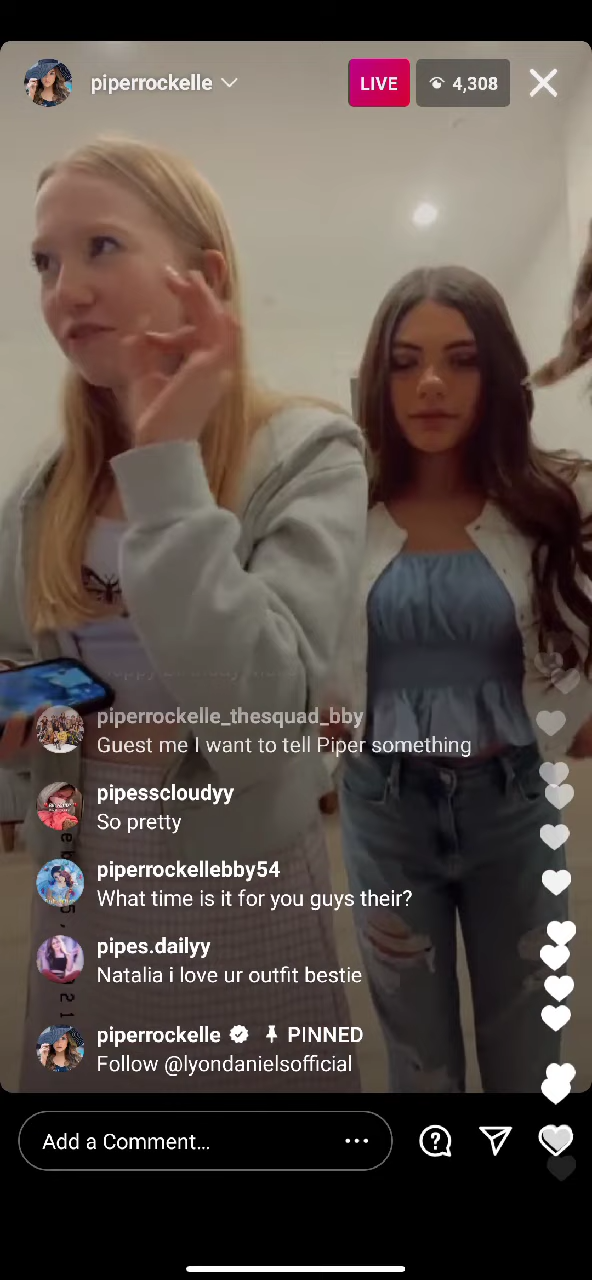 piperrockelle
LIVE
4,308
piperrockelle_thesquad_bby
Guest me I want to tell Piper something
pipesscloudyy
So pretty
piperrockellebby54
What time is it for you guys their?
pipes.dailyy
Natalia i love ur outfit bestie
piperrockelle PINNED
Follow @lyondanielsofficial
Add a Comment...